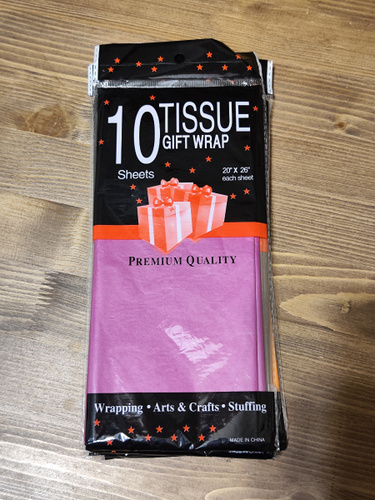 10 TISSUE
GIFT WRAP
Sheets
20" X 26"
each sheet
PREMIUM QUALITY
Wrapping • Arts & Crafts • Stuffing
MADE IN CHINA